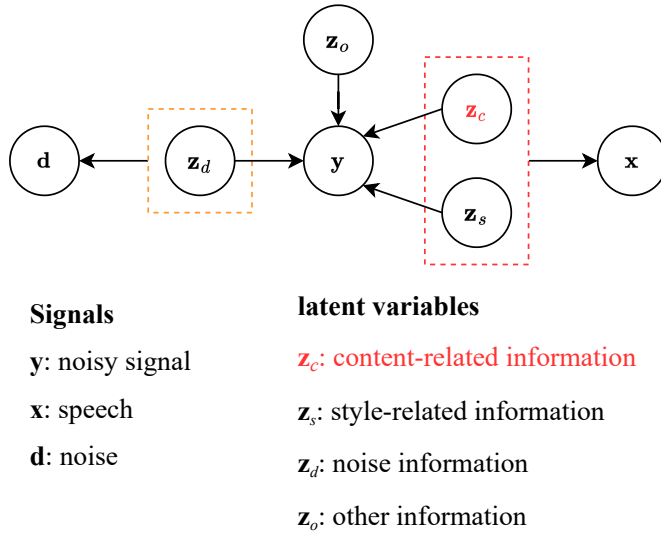 z_o
z_c
d
z_d
y
x
z_s
Signals
y: noisy signal
x: speech
d: noise
latent variables
z_c: content-related information
z_s: style-related information
z_d: noise information
z_o: other information